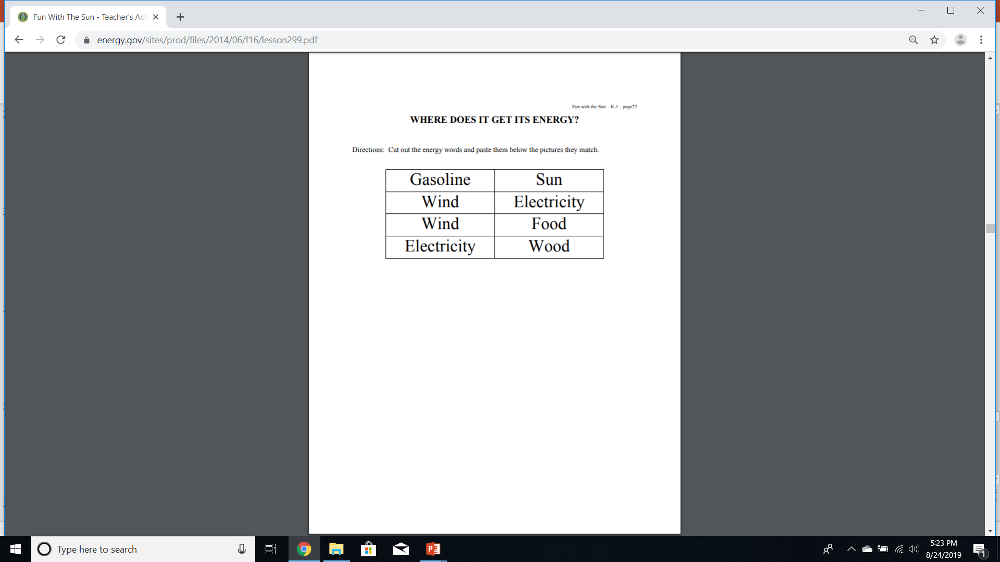 Fun With The Sun - Teacher's Act
energy.gov/sites/prod/files/2014/06/f16/lesson299.pdf
Fun with the Sun – K-1 – page22
WHERE DOES IT GET ITS ENERGY?
Directions: Cut out the energy words and paste them below the pictures they match.
Gasoline Sun
Wind Electricity
Wind Food
Electricity Wood
Type here to search
5:23 PM
8/24/2019
1